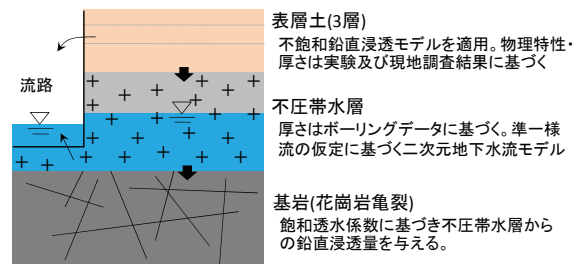 表層土(3層)
不飽和鉛直浸透モデルを適用。物理特性・
厚さは実験及び現地調査結果に基づく
流路
不圧帯水層
厚さはボーリングデータに基づく。準一様
流の仮定に基づく二次元地下水流モデル
基岩(花崗岩亀裂)
飽和透水係数に基づき不圧帯水層から
の鉛直浸透量を与える。